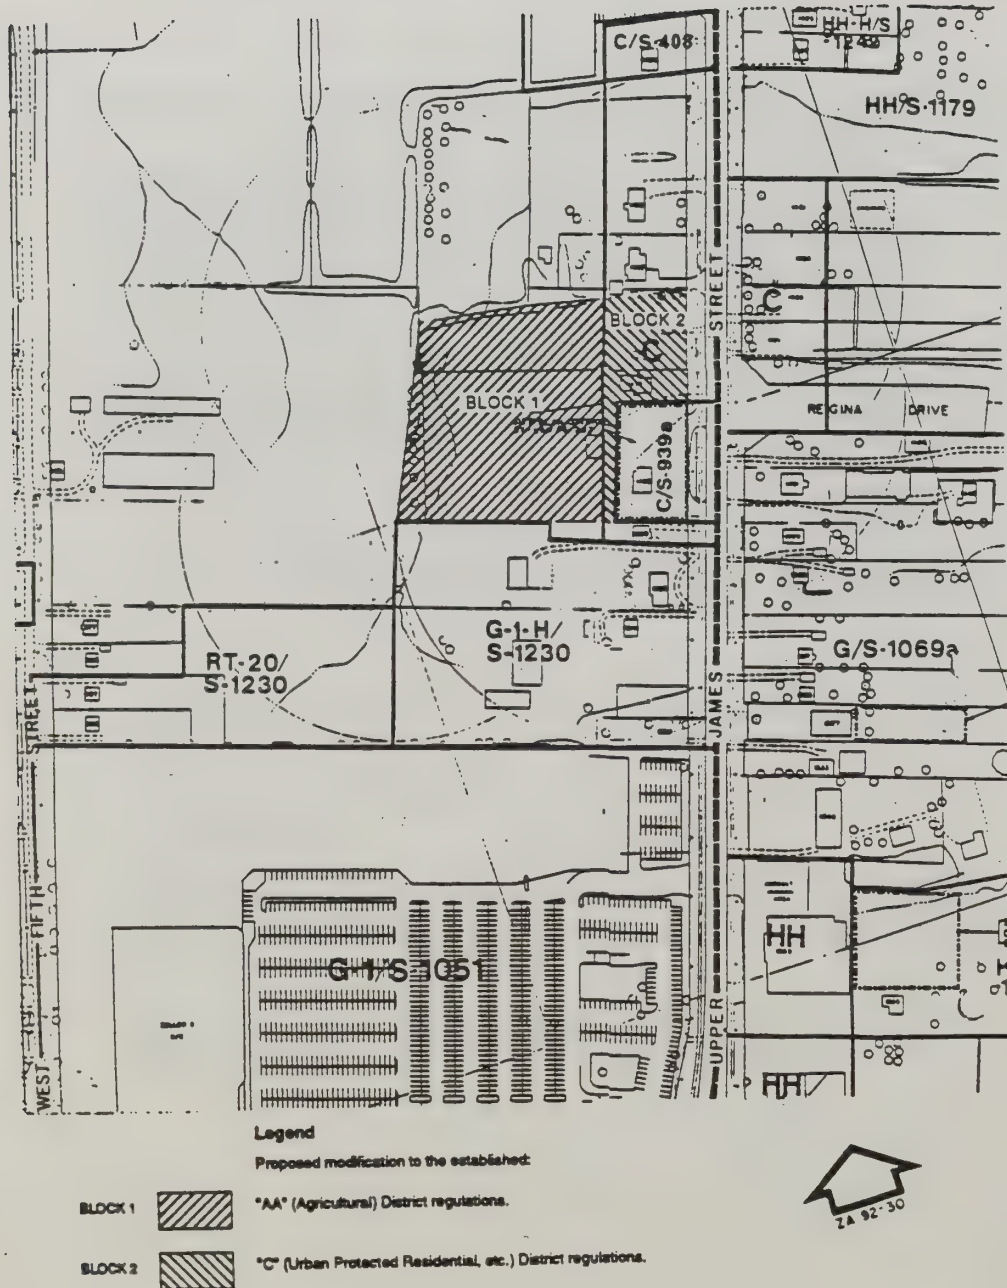 C/S-408
HH-H/S
-1249
HH/S-1179
STREET
BLOCK 2
C
C
BLOCK 1
C/S-939a
REGINA DRIVE
G-1-H/
S-1230
RT-20/
S-1230
G/S-1069a
JAMES
STREET
FIFTH
WEST
G-1/S-1051
HH
H
1
UPPER
HH
Legend
Proposed modification to the established:
BLOCK 1
"AA" (Agricultural) District regulations.
BLOCK 2
"C" (Urban Protected Residential, etc.) District regulations.
ZA 92-30